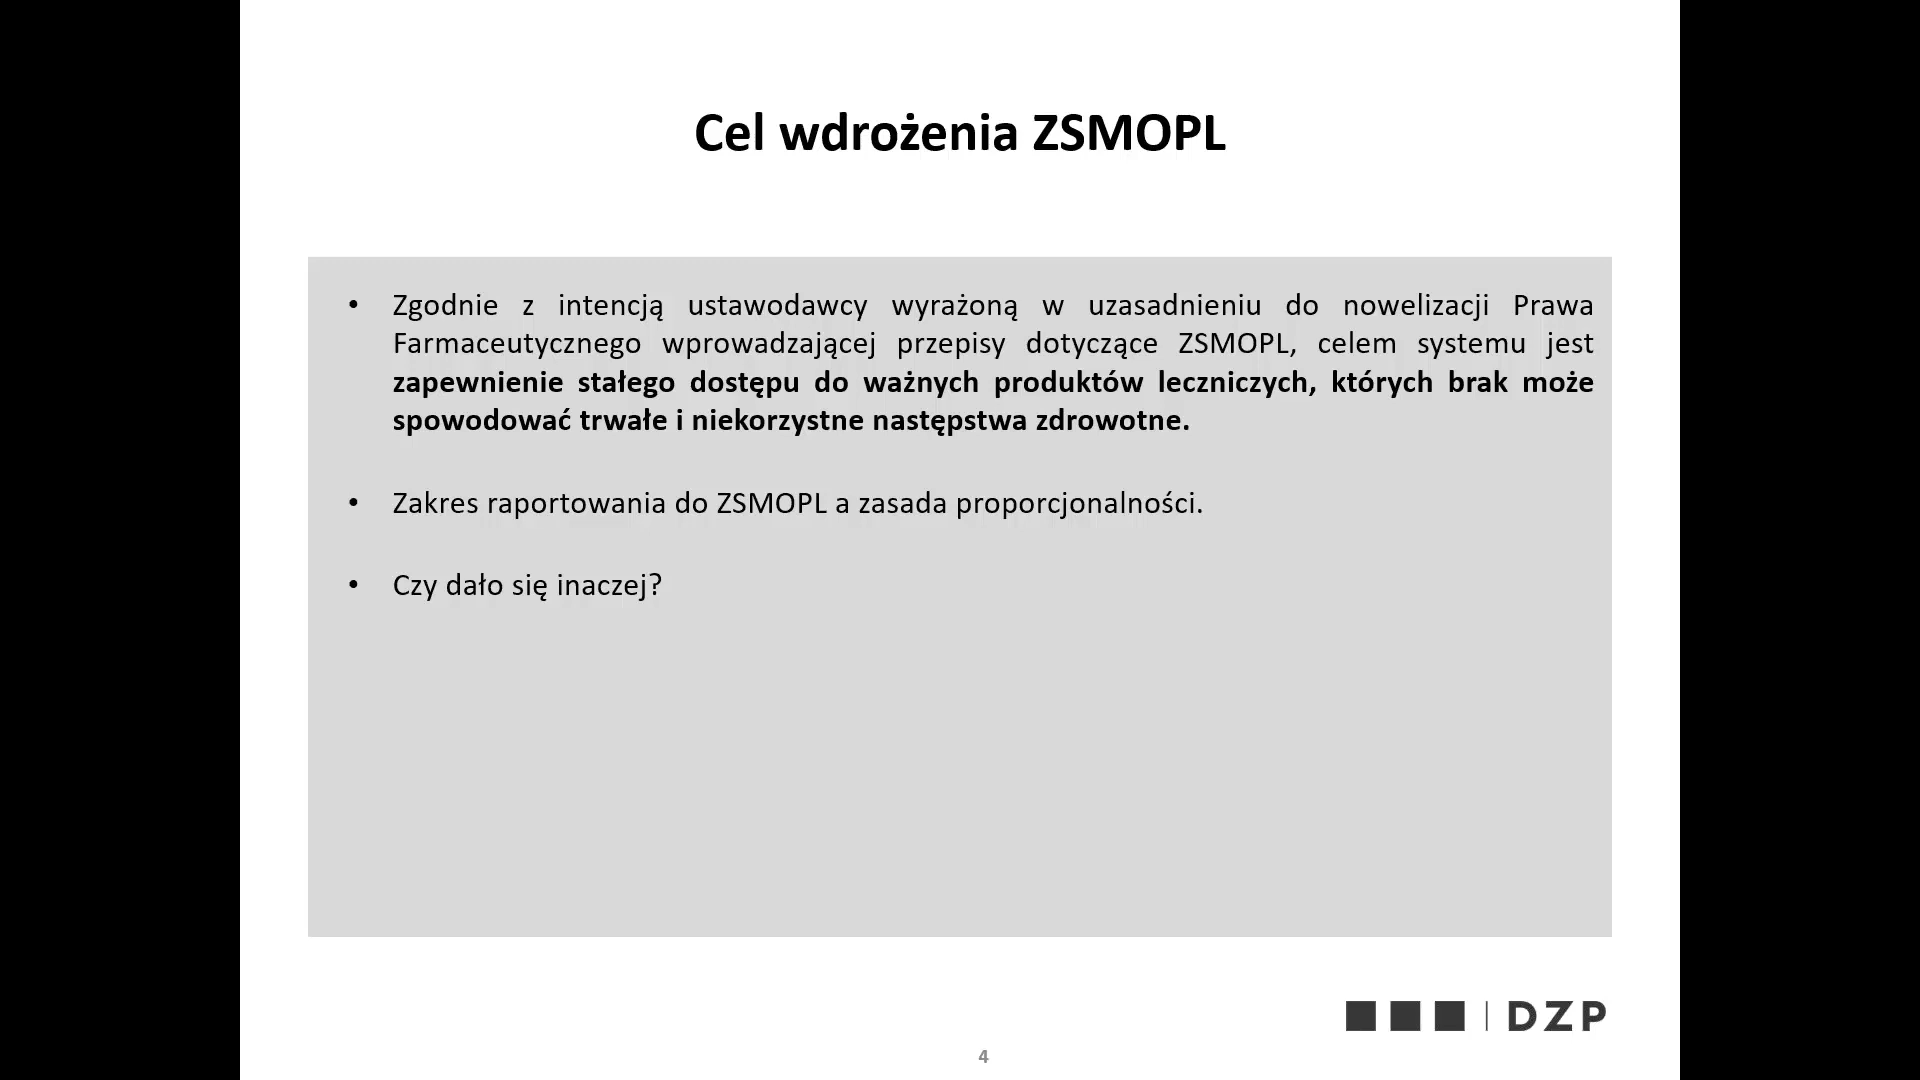 Cel wdrożenia ZSMOPL
• Zgodnie z intencją ustawodawcy wyrażoną w uzasadnieniu do nowelizacji Prawa
Farmaceutycznego wprowadzającej przepisy dotyczące ZSMOPL, celem systemu jest
zapewnienie stałego dostępu do ważnych produktów leczniczych, których brak może
spowodować trwałe i niekorzystne następstwa zdrowotne.
• Zakres raportowania do ZSMOPL a zasada proporcjonalności.
• Czy dało się inaczej?
DZP
4